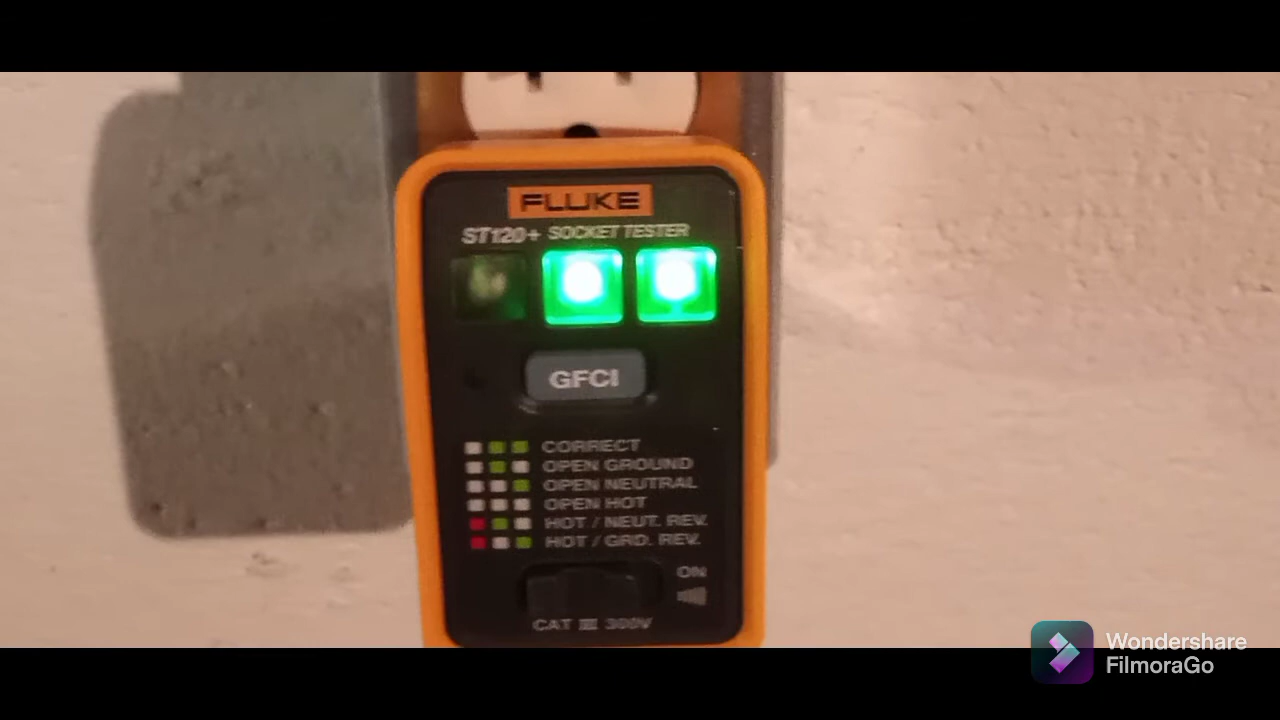 FLUKE
ST120+ SOCKET TESTER
GFCI
CORRECT
OPEN GROUND
OPEN NEUTRAL
OPEN HOT
HOT / NEUT. REV.
HOT / GRD. REV.
ON
CAT III 300V
Wondershare
FilmoraGo